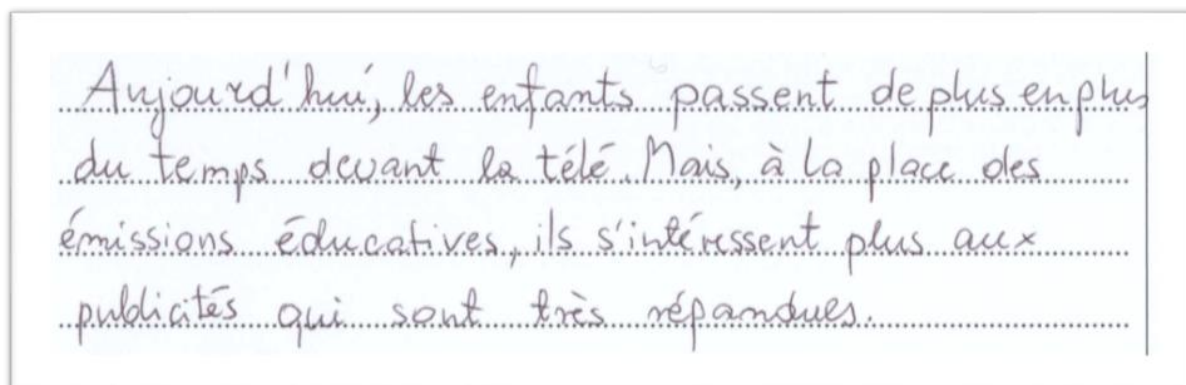 Aujourd'hui, les enfants passent de plus en plus
du temps devant la télé. Mais, à la place des
émissions éducatives, ils s'intéressent plus aux
publicités qui sont très répandues.